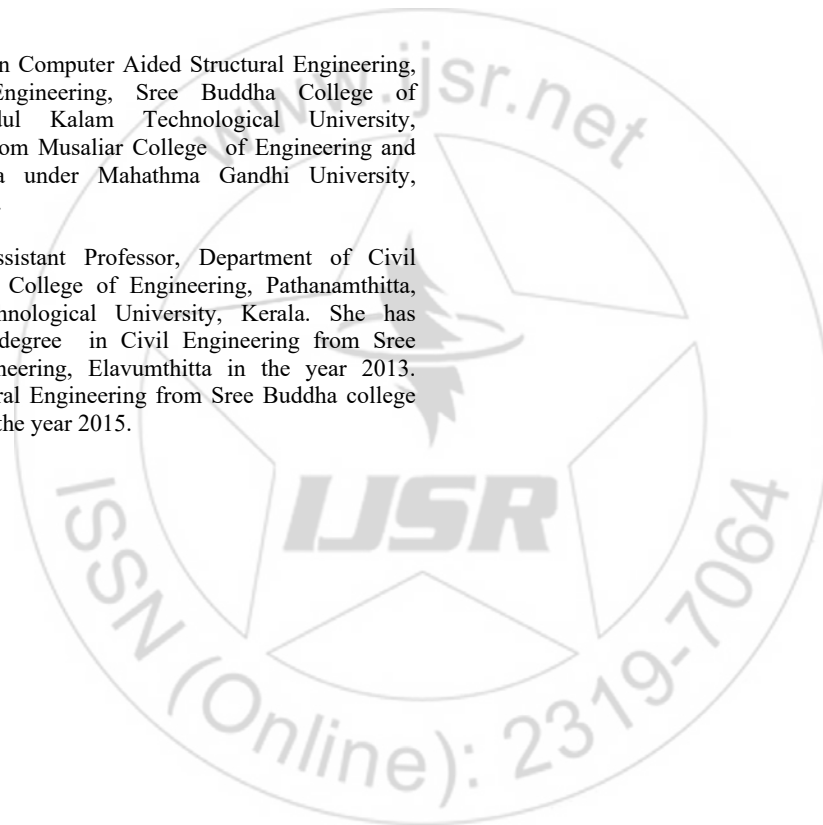 n Computer Aided Structural Engineering,
Engineering, Sree Buddha College of
dul Kalam Technological University,
om Musaliar College of Engineering and
a under Mahathma Gandhi University,
.
ssistant Professor, Department of Civil
College of Engineering, Pathanamthitta,
hnological University, Kerala. She has
degree in Civil Engineering from Sree
neering, Elavumthitta in the year 2013.
ral Engineering from Sree Buddha college
the year 2015.
www.ijsr.net
IJSR
ISSN (Online): 2319-7064